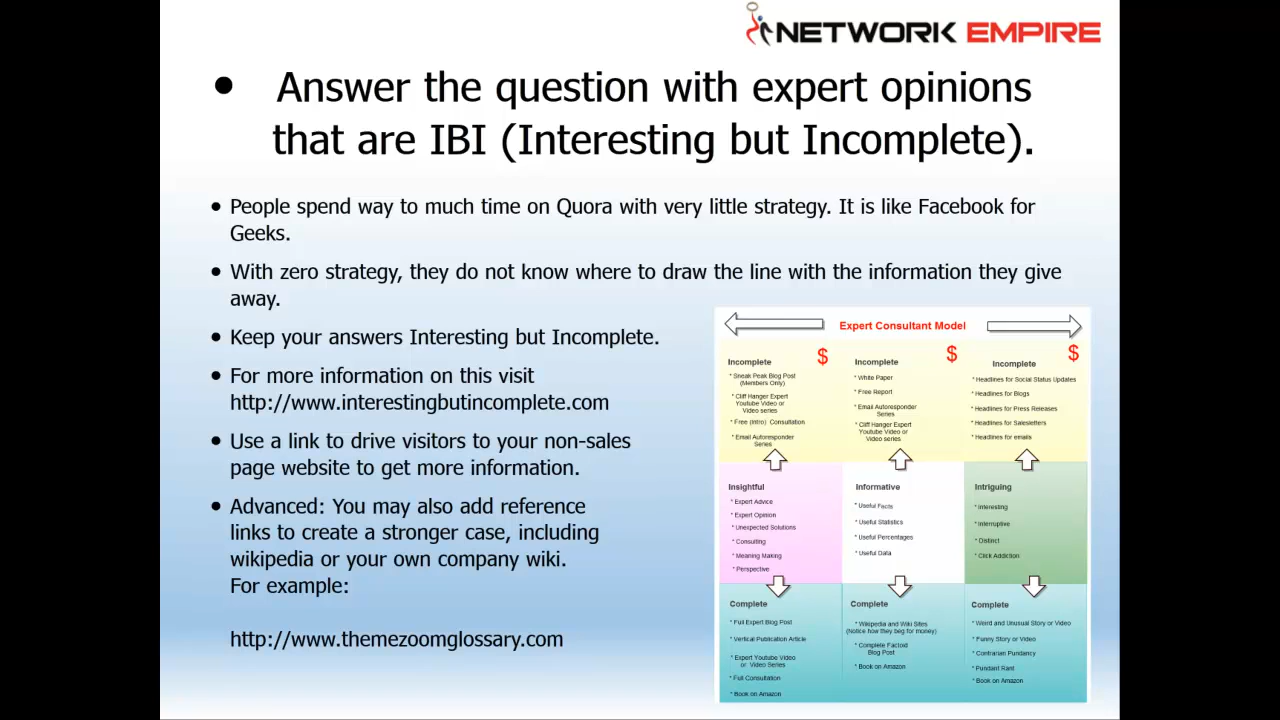 NETWORK EMPIRE
• Answer the question with expert opinions
that are IBI (Interesting but Incomplete).
• People spend way to much time on Quora with very little strategy. It is like Facebook for
Geeks.
• With zero strategy, they do not know where to draw the line with the information they give
away.
• Keep your answers Interesting but Incomplete.
• For more information on this visit
http://www.interestingbutincomplete.com
• Use a link to drive visitors to your non-sales
page website to get more information.
• Advanced: You may also add reference
links to create a stronger case, including
wikipedia or your own company wiki.
For example:
http://www.themezoomglossary.com
Expert Consultant Model
Incomplete $
* Sneak Peak Blog Post
(Members Only)
* Cliff Hanger Expert
Youtube Video or
Video series
* Free (Intro) Consultation
* Email Autoresponder
Series
Incomplete $
* White Paper
* Free Report
* Email Autoresponder
Series
* Cliff Hanger Expert
Youtube Video or
Video series
Incomplete $
* Headlines for Social Status Updates
* Headlines for Blogs
* Headlines for Press Releases
* Headlines for Salesletters
* Headlines for emails
Insightful
* Expert Advice
* Expert Opinion
* Unexpected Solutions
* Consulting
* Meaning Making
* Perspective
Informative
* Useful Facts
* Useful Statistics
* Useful Percentages
* Useful Data
Intriguing
* Interesting
* Interruptive
* Distinct
* Click Addiction
Complete
* Full Expert Blog Post
* Vertical Publication Article
* Expert Youtube Video
or Video Series
* Full Consultation
* Book on Amazon
Complete
* Wikipedia and Wiki Sites
(Notice how they beg for money)
* Complete Factoid
Blog Post
* Book on Amazon
Complete
* Weird and Unusual Story or Video
* Funny Story or Video
* Contrarian Pundancy
* Pundant Rant
* Book on Amazon